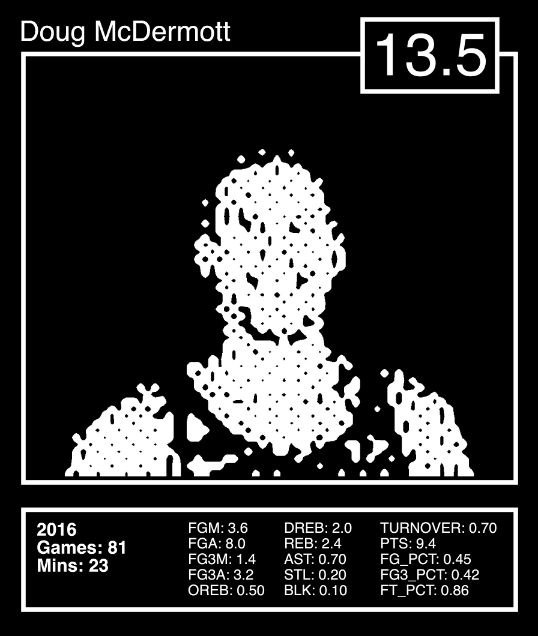 Doug McDermott
13.5
2016
Games: 81
Mins: 23
FGM: 3.6
FGA: 8.0
FG3M: 1.4
FG3A: 3.2
OREB: 0.50
DREB: 2.0
REB: 2.4
AST: 0.70
STL: 0.20
BLK: 0.10
TURNOVER: 0.70
PTS: 9.4
FG_PCT: 0.45
FG3_PCT: 0.42
FT_PCT: 0.86